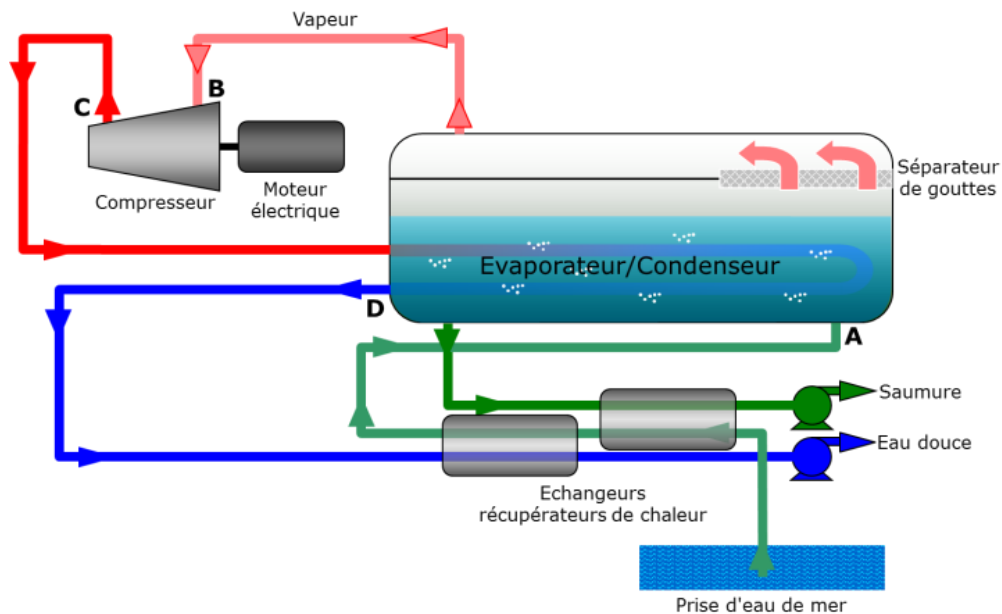 Vapeur
B
C
Compresseur
Moteur
électrique
Séparateur
de gouttes
Evaporateur/Condenseur
D
A
Saumure
Eau douce
Echangeurs
récupérateurs de chaleur
Prise d'eau de mer